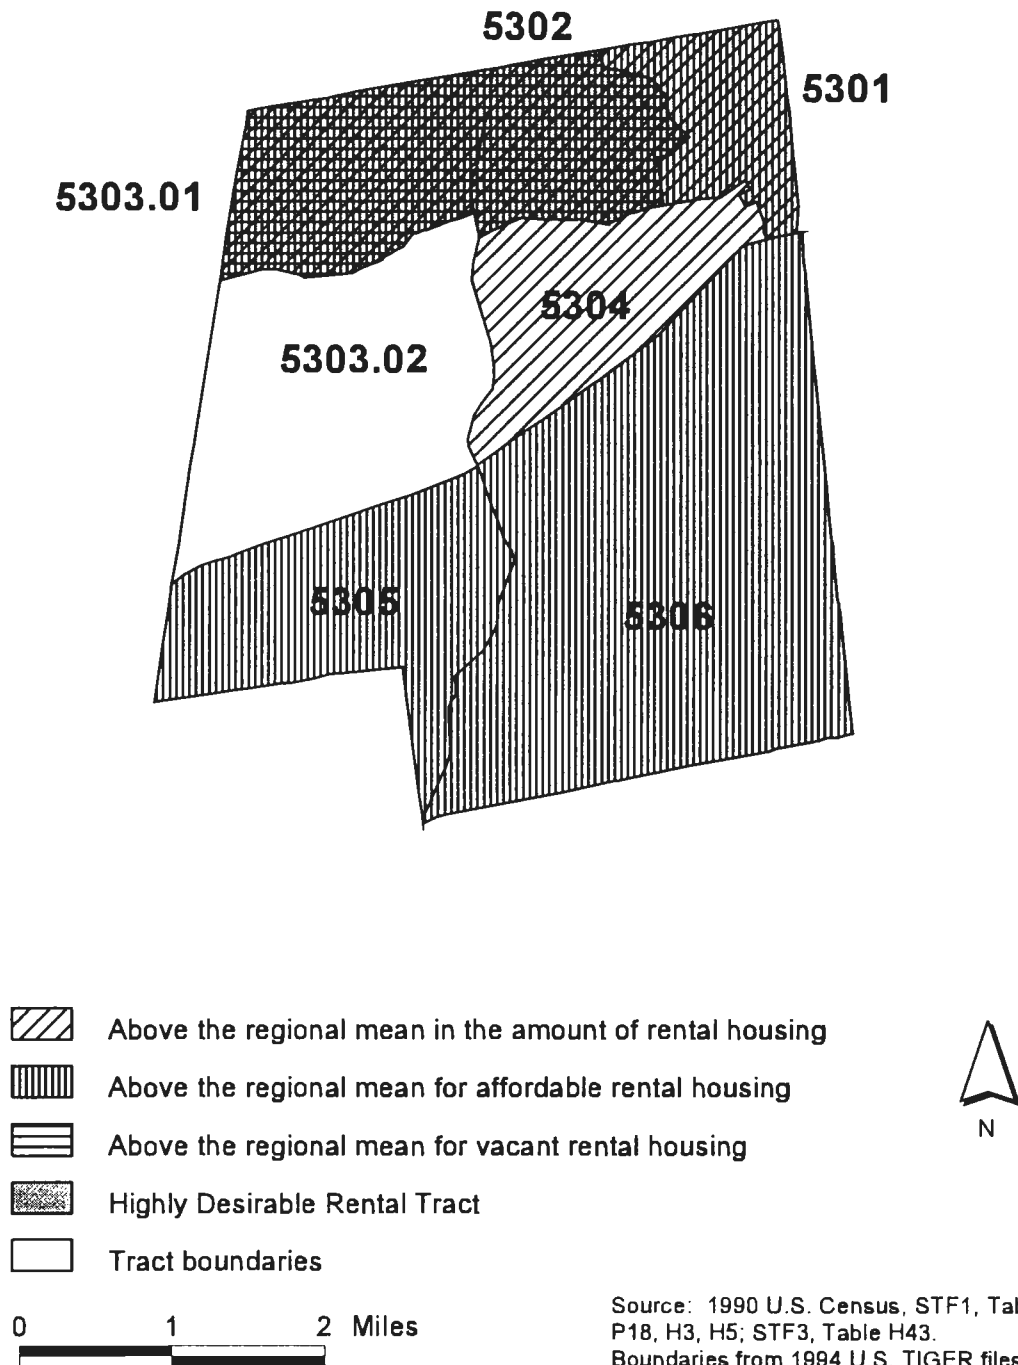 5302
5301
5303.01
5304
5303.02
5305
5306
Above the regional mean in the amount of rental housing
Above the regional mean for affordable rental housing
N
Above the regional mean for vacant rental housing
Highly Desirable Rental Tract
Tract boundaries
0 1 2 Miles
Source: 1990 U.S. Census, STF1,
P18, H3, H5; STF3, Table H43.
Boundaries from 1994 U.S. TIGER files